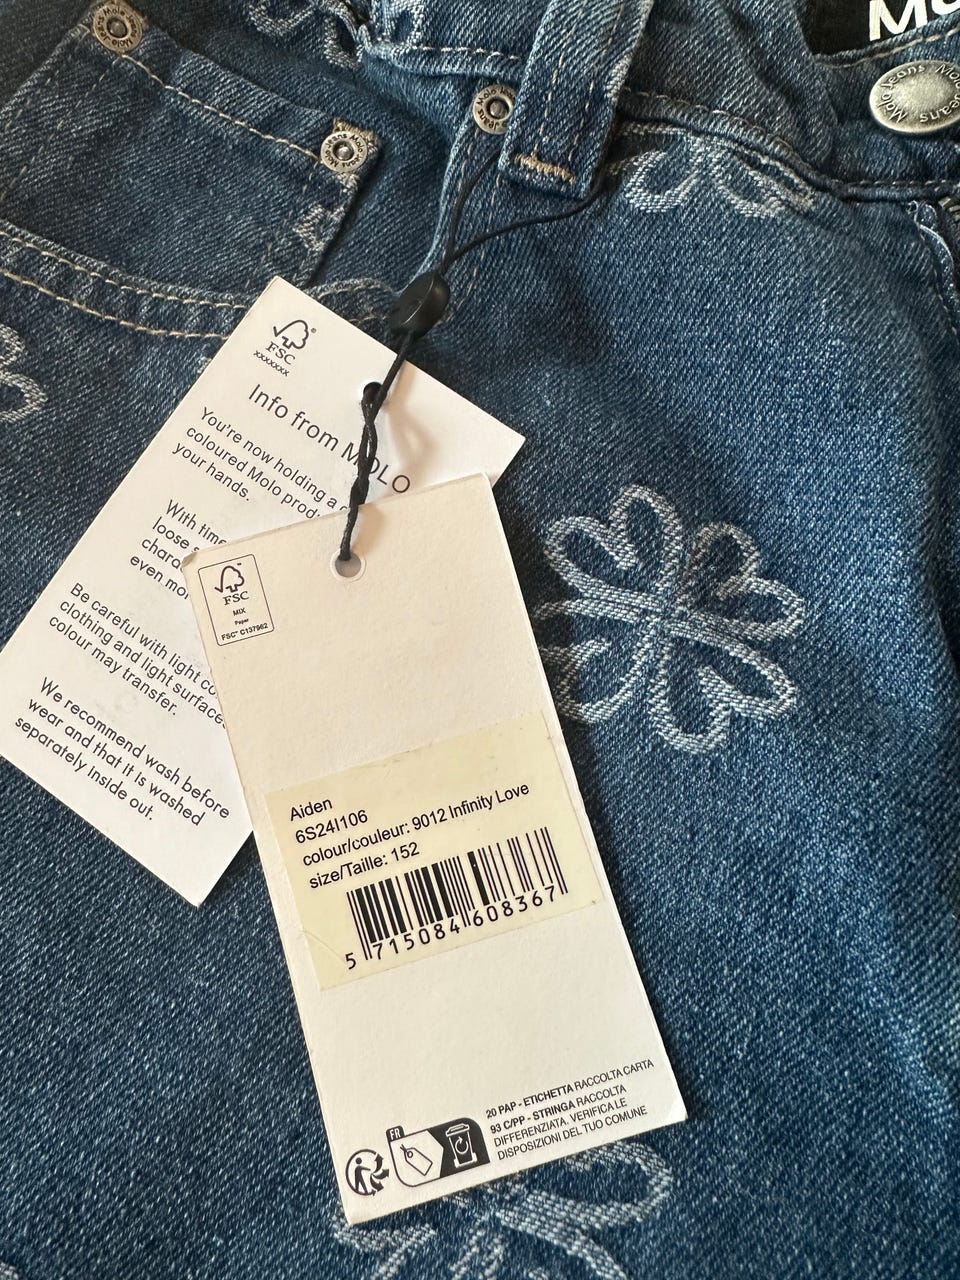 Mo
Molo Jeans Molo Jeans
FSC
xxxxxxx
Info from MOLO
You're now holding a
coloured Molo
your hands.
With time
loose
even
Be careful with light
clothing and light
colour may transfer.
We recommend wash before
wear and that it is washed
separately inside out.
FSC
MIX
Paper
FSC® C137962
Aiden
6S24I106
colour/couleur: 9012 Infinity Love
size/Taille: 152
5 715084 608367
20 PAP - ETICHETTA RACCOLTA CARTA
93 C/PP - STRINGA RACCOLTA
DIFFERENZIATA. VERIFICA LE
DISPOSIZIONI DEL TUO COMUNE
FR